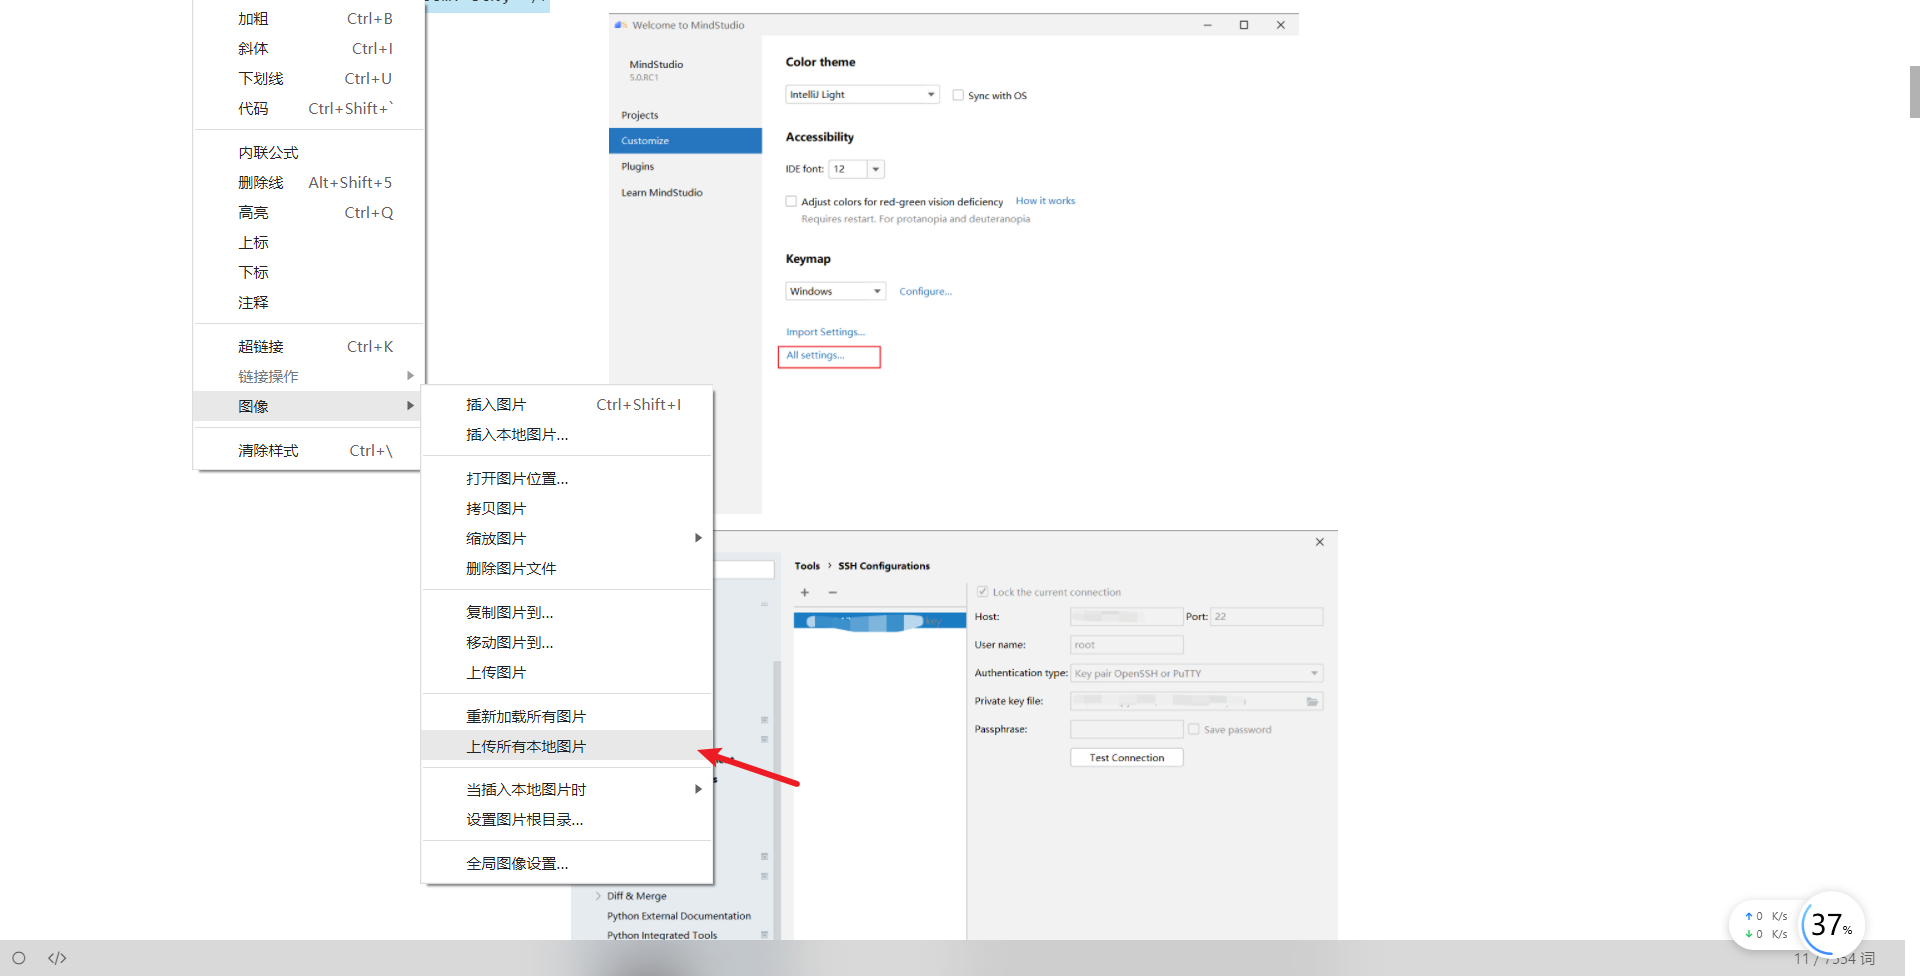 加粗 Ctrl+B
斜体 Ctrl+I
下划线 Ctrl+U
代码 Ctrl+Shift+`
内联公式
删除线 Alt+Shift+5
高亮 Ctrl+Q
上标
下标
注释
超链接 Ctrl+K
链接操作
图像
清除样式 Ctrl+\
插入图片 Ctrl+Shift+I
插入本地图片...
打开图片位置...
拷贝图片
缩放图片
删除图片文件
复制图片到...
移动图片到...
上传图片
重新加载所有图片
上传所有本地图片
当插入本地图片时
设置图片根目录...
全局图像设置...
Welcome to MindStudio
MindStudio
5.0.RC1
Projects
Customize
Plugins
Learn MindStudio
Color theme
IntelliJ Light
Sync with OS
Accessibility
IDE font: 12
Adjust colors for red-green vision deficiency How it works
Requires restart. For protanopia and deuteranopia
Keymap
Windows Configure...
Import Settings...
All settings...
Tools › SSH Configurations
key
Lock the current connection
Host: Port: 22
User name: root
Authentication type: Key pair OpenSSH or PuTTY
Private key file:
Passphrase: Save password
Test Connection
Diff & Merge
Python External Documentation
Python Integrated Tools
0 K/s
0 K/s
37%